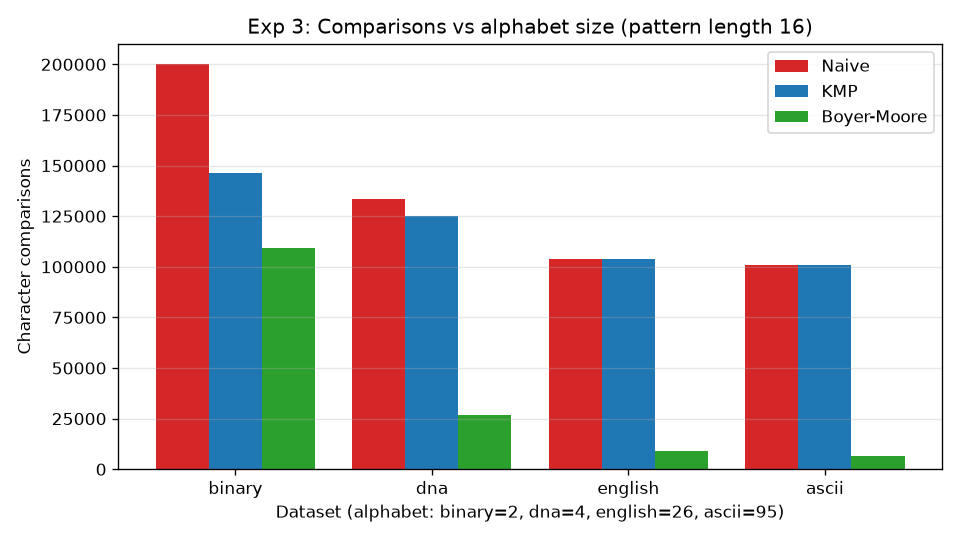 Exp 3: Comparisons vs alphabet size (pattern length 16)
Naive
KMP
Boyer-Moore
Character comparisons
200000
175000
150000
125000
100000
75000
50000
25000
0
binary dna english ascii
Dataset (alphabet: binary=2, dna=4, english=26, ascii=95)